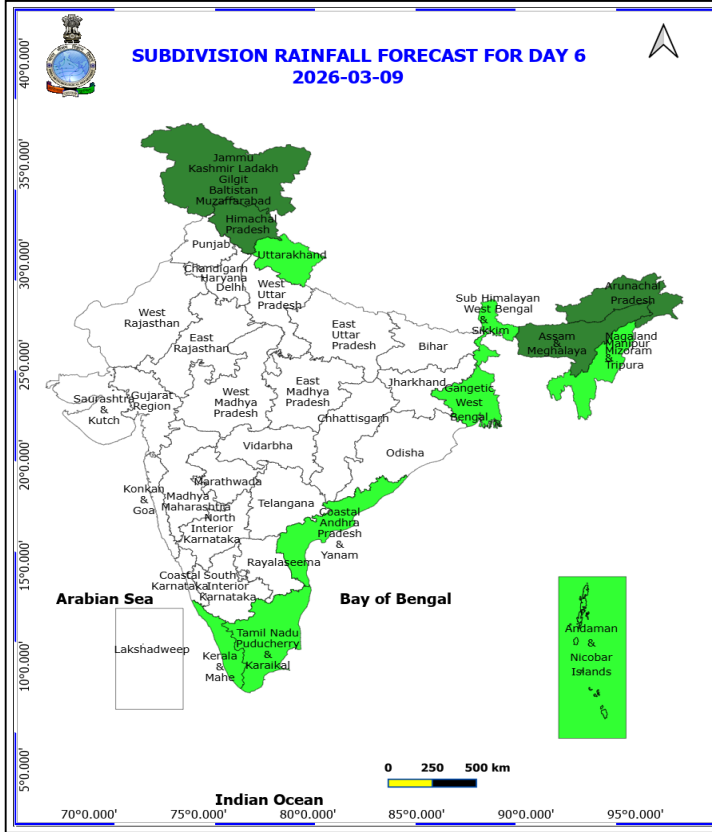 SUBDIVISION RAINFALL FORECAST FOR DAY 6
2026-03-09
40°0.000'
35°0.000'
30°0.000'
25°0.000'
20°0.000'
15°0.000'
10°0.000'
5°0.000'
Jammu
Kashmir Ladakh
Gilgit
Baltistan
Muzaffarabad
Himachal
Pradesh
Punjab
Uttarakhand
Chandigarh
Haryana
Delhi
West
Uttar
Pradesh
West
Rajasthan
East
Rajasthan
East
Uttar
Pradesh
Bihar
Sub Himalayan
West Bengal
&
Sikkim
Arunachal
Pradesh
Assam
&
Meghalaya
Nagaland
Manipur
Mizoram
&
Tripura
Saurashtra
&
Kutch
Gujarat
Region
West
Madhya
Pradesh
East
Madhya
Pradesh
Jharkhand
Gangetic
West
Bengal
Chhattisgarh
Vidarbha
Odisha
Konkan
&
Goa
Marathwada
Madhya
Maharashtra
Telangana
North
Interior
Karnataka
Coastal
Andhra
Pradesh
&
Yanam
Rayalaseema
Coastal
Karnataka
South
Interior
Karnataka
Arabian Sea
Bay of Bengal
Lakshadweep
Kerala
&
Mahe
Tamil Nadu
Puducherry
&
Karaikal
Andaman
&
Nicobar
Islands
0 250 500 km
Indian Ocean
70°0.000' 75°0.000' 80°0.000' 85°0.000' 90°0.000' 95°0.000'